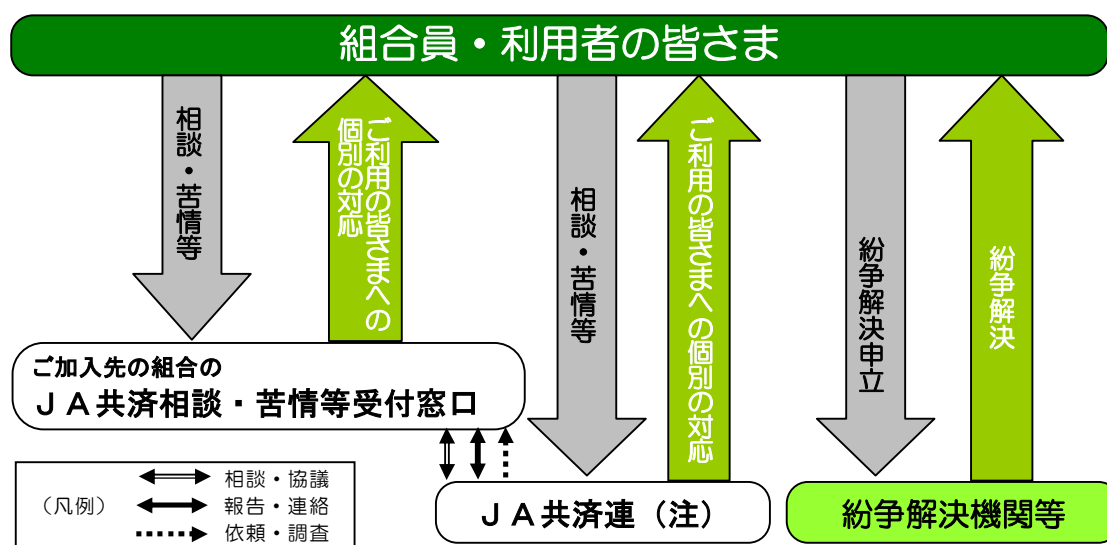 組合員・利用者の皆さま
相談・苦情等
ご利用の皆さまへの
個別の対応
相談・苦情等
ご利用の皆さまへの個別の対応
紛争解決申立
紛争解決
ご加入先の組合の
ＪＡ共済相談・苦情等受付窓口
（凡例）
相談・協議
報告・連絡
依頼・調査
ＪＡ共済連（注）
紛争解決機関等